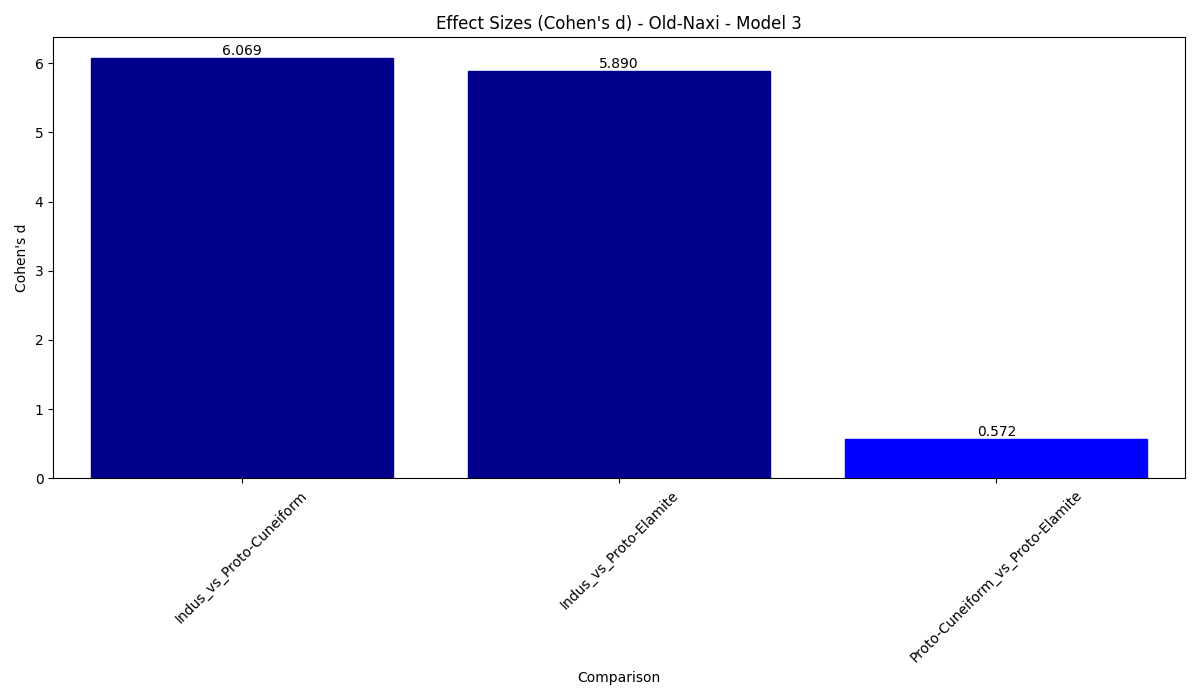 Effect Sizes (Cohen's d) - Old-Naxi - Model 3
Cohen's d
6
5
4
3
2
1
0
6.069
5.890
0.572
Indus_vs_Proto-Cuneiform
Indus_vs_Proto-Elamite
Proto-Cuneiform_vs_Proto-Elamite
Comparison